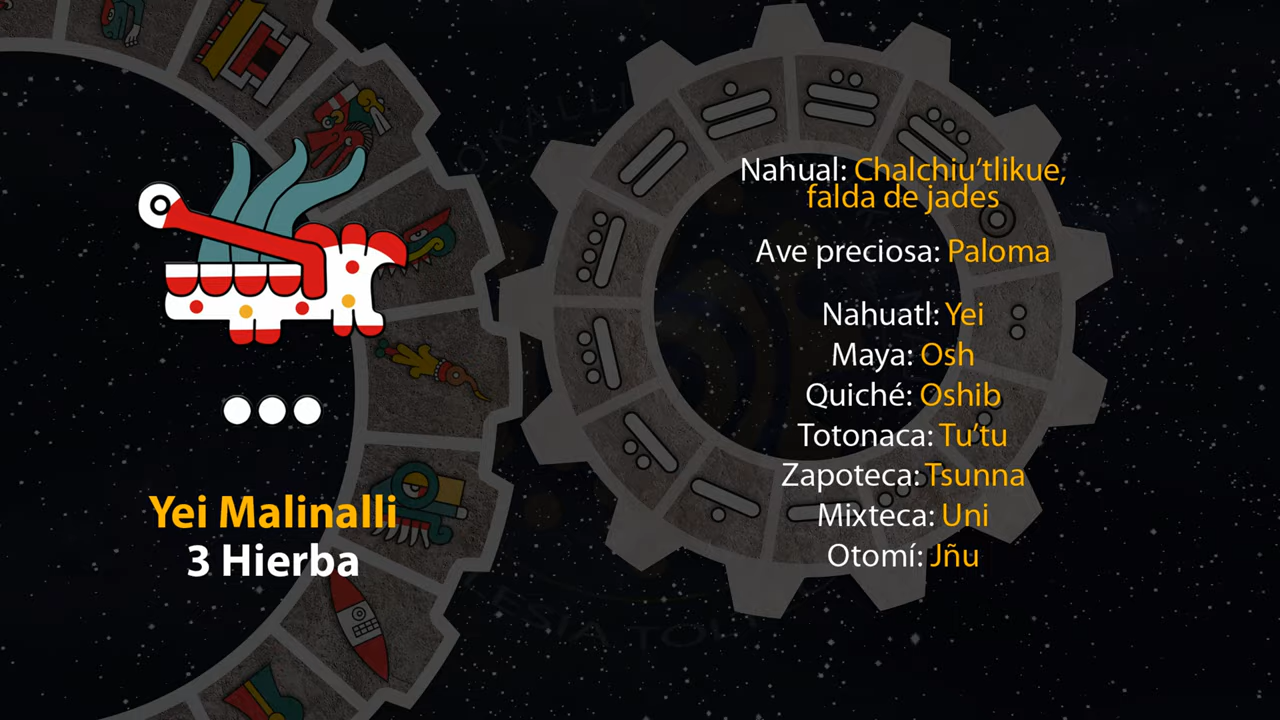 Yei Malinalli
3 Hierba
Nahual: Chalchiu'tlikue,
falda de jades
Ave preciosa: Paloma
Nahuatl: Yei
Maya: Osh
Quiché: Oshib
Totonaca: Tu'tu
Zapoteca: Tsunna
Mixteca: Uni
Otomí: Jñu